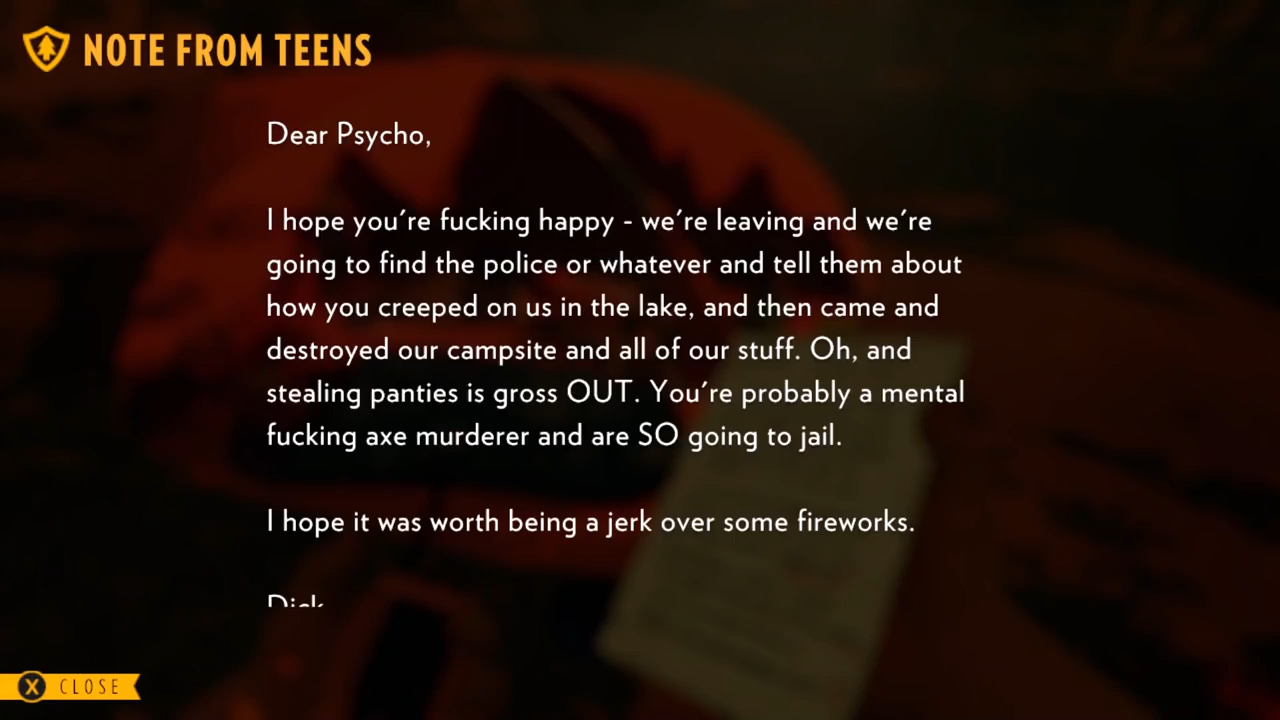 NOTE FROM TEENS
Dear Psycho,
I hope you're fucking happy - we're leaving and we're
going to find the police or whatever and tell them about
how you creeped on us in the lake, and then came and
destroyed our campsite and all of our stuff. Oh, and
stealing panties is gross OUT. You're probably a mental
fucking axe murderer and are SO going to jail.
I hope it was worth being a jerk over some fireworks.
Dick
X CLOSE